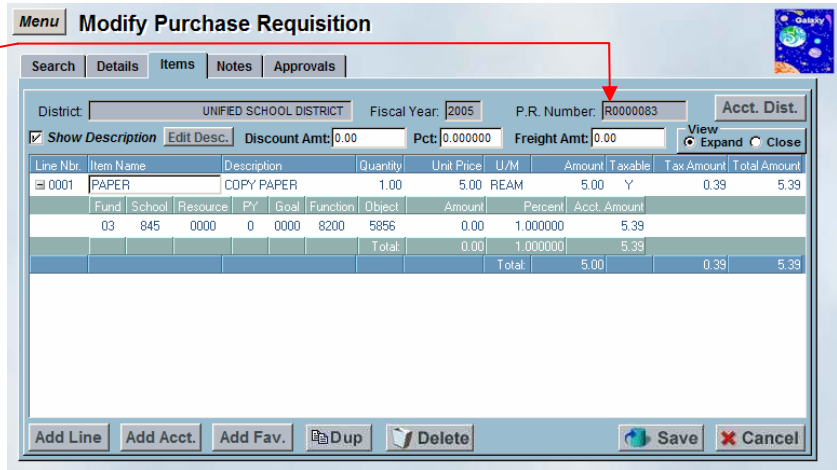 Menu Modify Purchase Requisition
Galaxy
Search Details Items Notes Approvals
District: UNIFIED SCHOOL DISTRICT Fiscal Year: 2005 P.R. Number: R0000083 Acct. Dist.
Show Description Edit Desc. Discount Amt: 0.00 Pct: 0.000000 Freight Amt: 0.00 View Expand Close
Line Nbr. Item Name Description Quantity Unit Price U/M Amount Taxable Tax Amount Total Amount
0001 PAPER COPY PAPER 1.00 5.00 REAM 5.00 Y 0.39 5.39
Fund School Resource PY Goal Function Object Amount Percent Acct. Amount
03 845 0000 0 0000 8200 5856 0.00 1.000000 5.39
Total: 0.00 1.000000 5.39
Total: 5.00 0.39 5.39
Add Line Add Acct. Add Fav. Dup Delete Save Cancel